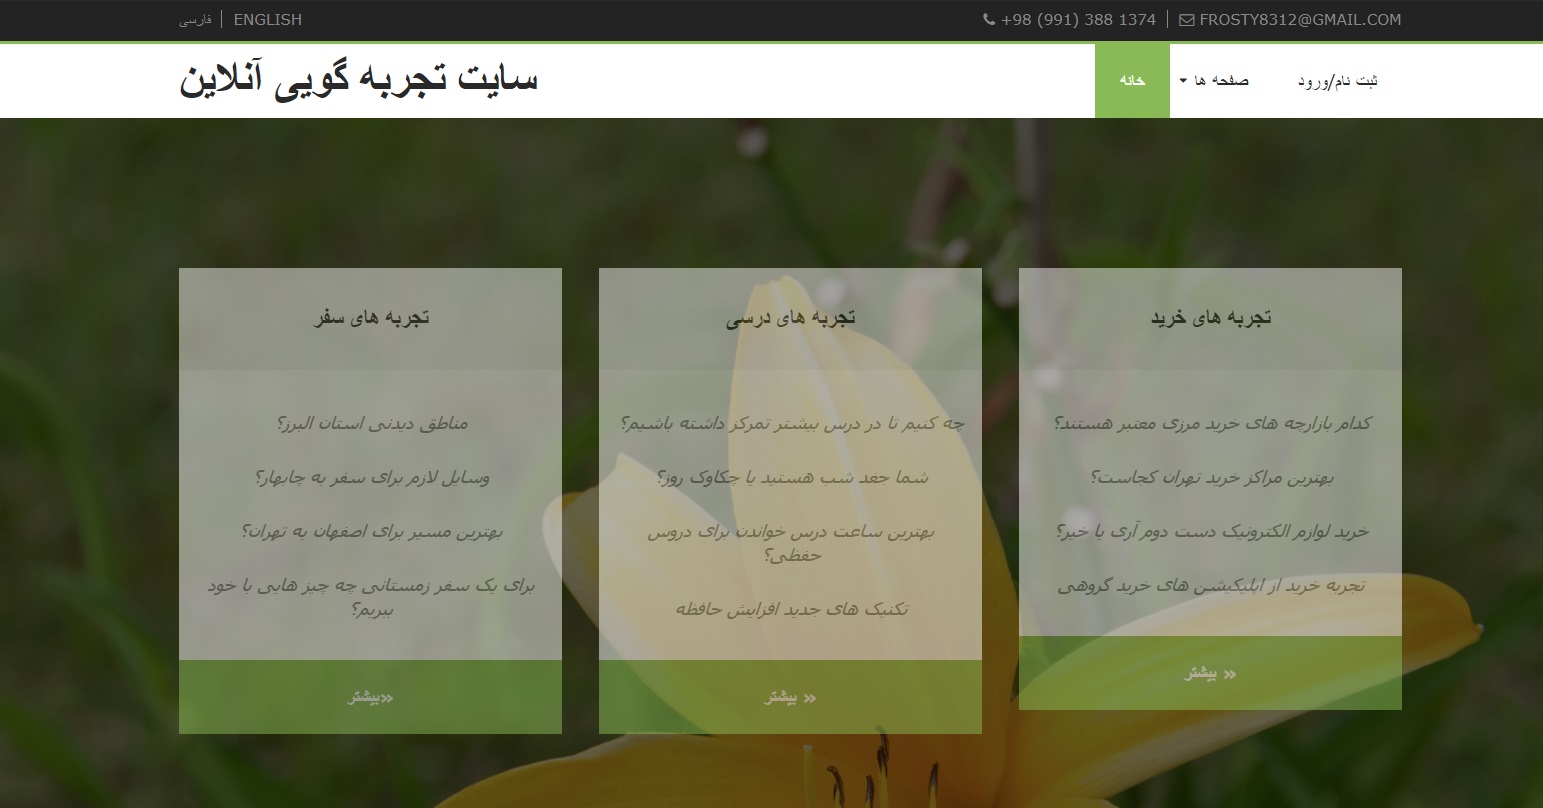 فارسی | ENGLISH
+98 (991) 388 1374 | FROSTY8312@GMAIL.COM
سایت تجربه گویی آنلاین
ثبت نام/ورود
صفحه ها
خانه
تجربه های خرید
کدام بازارچه های خرید مرزی معتبر هستند؟
بهترین مراکز خرید تهران کجاست؟
خرید لوازم الکترونیک دست دوم آری یا خیر؟
تجربه خرید از اپلیکیشن های خرید گروهی
بیشتر »
تجربه های درسی
چه کنیم تا در درس بیشتر تمرکز داشته باشیم؟
شما جغد شب هستید یا چکاوک روز؟
بهترین ساعت درس خواندن برای دروس
حفظی؟
تکنیک های جدید افزایش حافظه
بیشتر »
تجربه های سفر
مناطق دیدنی استان البرز؟
وسایل لازم برای سفر به چابهار؟
بهترین مسیر برای اصفهان به تهران؟
برای یک سفر زمستانی چه چیز هایی با خود
ببریم؟
بیشتر»